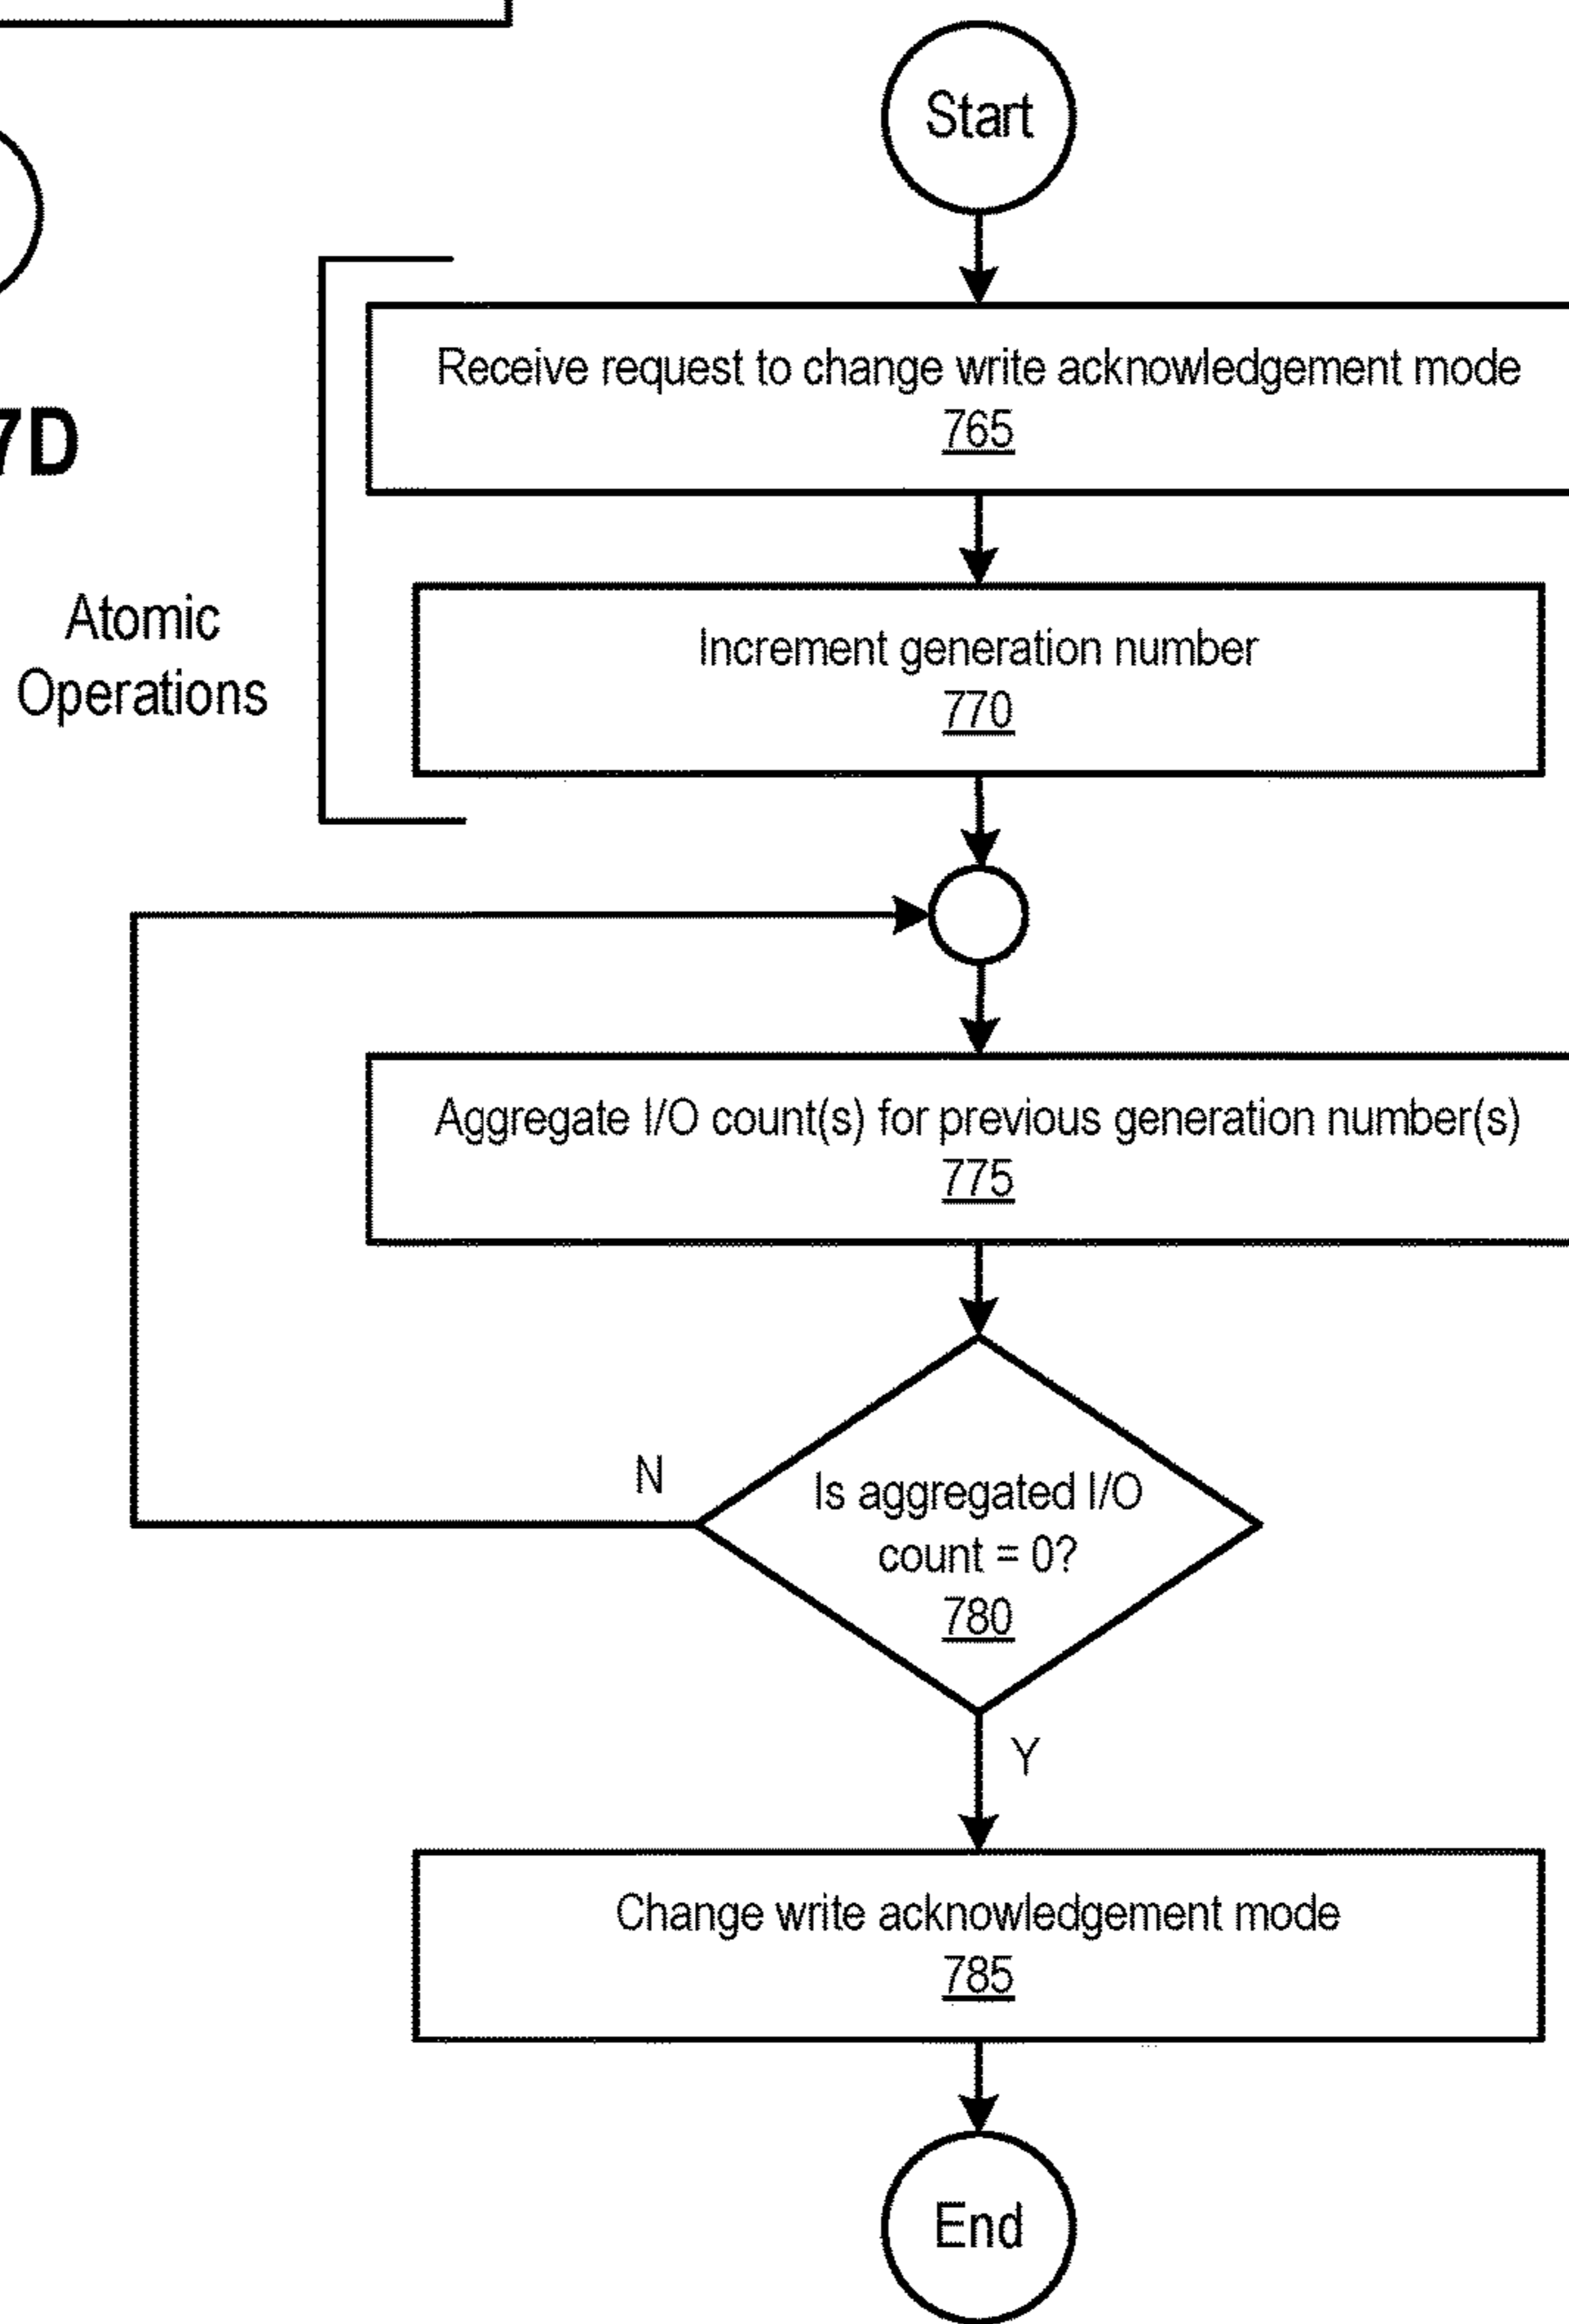 Start
Receive request to change write acknowledgement mode
765
7D
Atomic
Operations
Increment generation number
770
Aggregate I/O count(s) for previous generation number(s)
775
N
Is aggregated I/O
count = 0?
780
Y
Change write acknowledgement mode
785
End